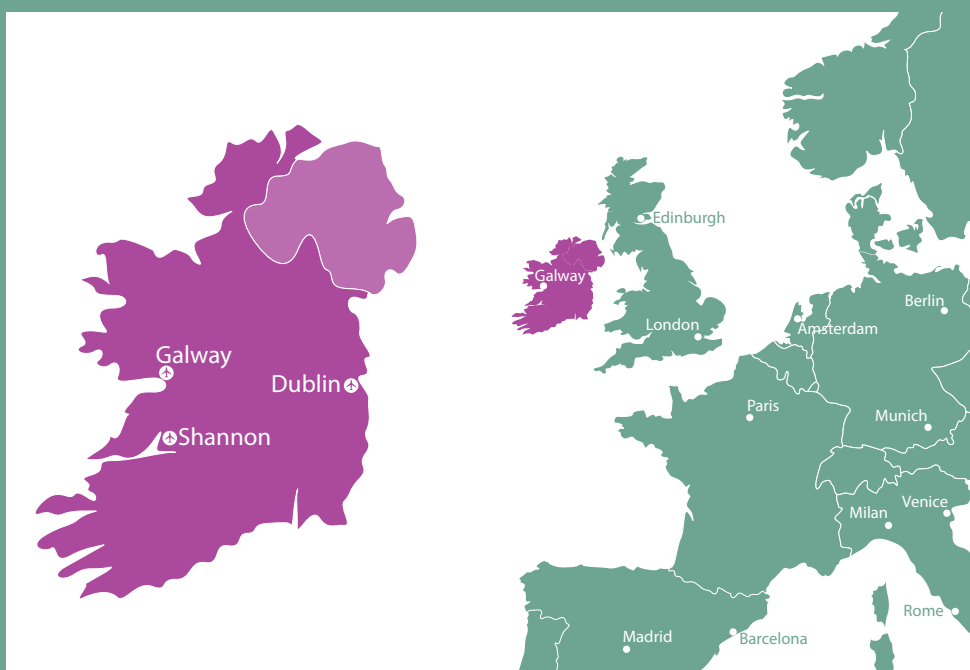 Galway
Dublin
Shannon
Edinburgh
Galway
London
Amsterdam
Berlin
Paris
Munich
Milan
Venice
Rome
Madrid
Barcelona